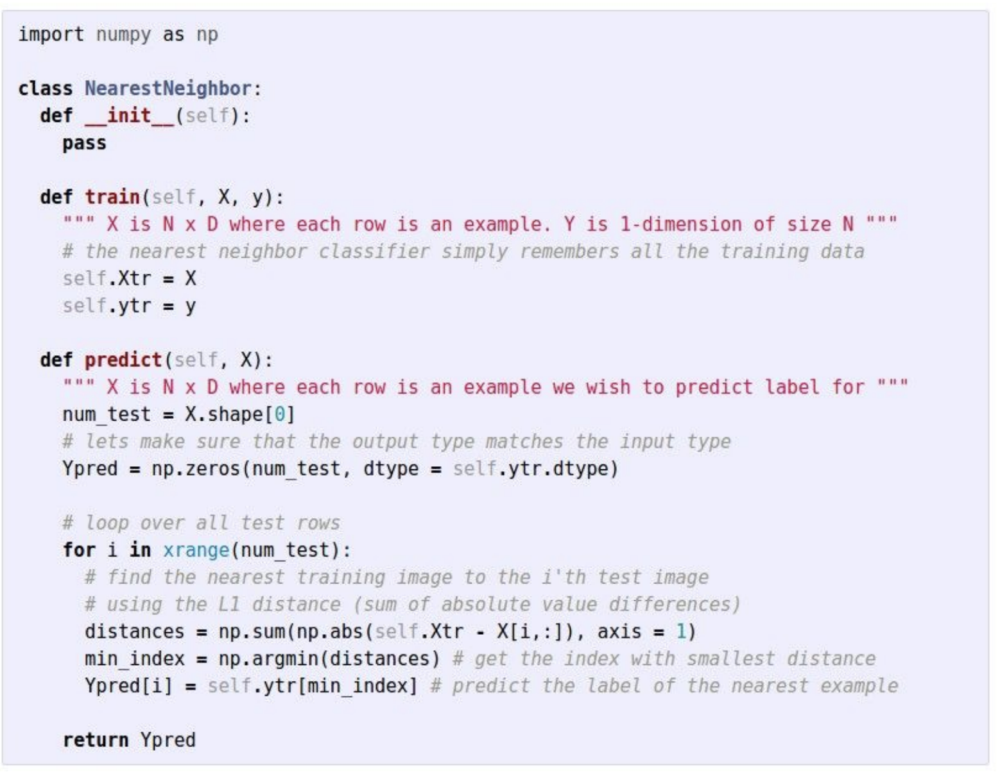 import numpy as np
class NearestNeighbor:
def __init__(self):
pass
def train(self, X, y):
""" X is N x D where each row is an example. Y is 1-dimension of size N """
# the nearest neighbor classifier simply remembers all the training data
self.Xtr = X
self.ytr = y
def predict(self, X):
""" X is N x D where each row is an example we wish to predict label for """
num_test = X.shape[0]
# lets make sure that the output type matches the input type
Ypred = np.zeros(num_test, dtype = self.ytr.dtype)
# loop over all test rows
for i in xrange(num_test):
# find the nearest training image to the i'th test image
# using the L1 distance (sum of absolute value differences)
distances = np.sum(np.abs(self.Xtr - X[i,:]), axis = 1)
min_index = np.argmin(distances) # get the index with smallest distance
Ypred[i] = self.ytr[min_index] # predict the label of the nearest example
return Ypred